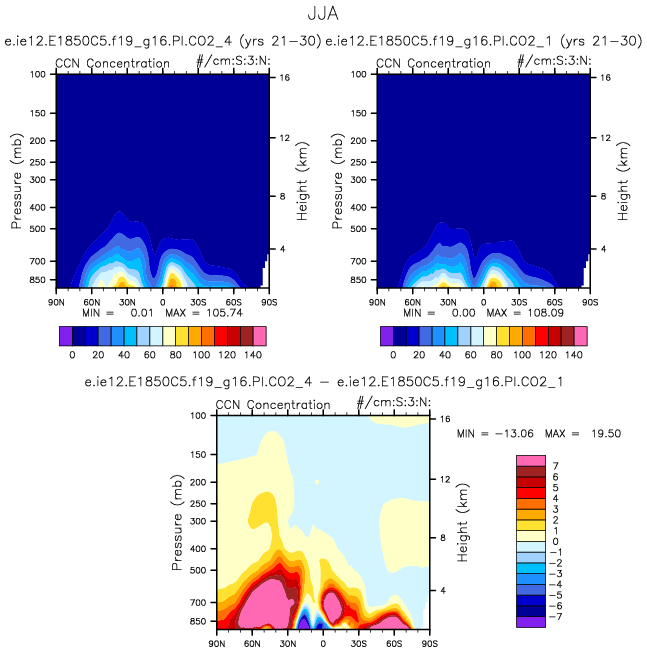 JJA
e.ie12.E1850C5.f19_g16.PI.CO2_4 (yrs 21-30) e.ie12.E1850C5.f19_g16.PI.CO2_1 (yrs 21-30)
CCN Concentration #/cm:S:3:N: CCN Concentration #/cm:S:3:N:
100 16 100 16
150 150
12 12
200 200
250 250
300 300
8 8
400 400
500 500
4 4
700 700
850 850
Pressure (mb) Height (km) Pressure (mb) Height (km)
90N 60N 30N 0 30S 60S 90S 90N 60N 30N 0 30S 60S 90S
MIN = 0.01 MAX = 105.74 MIN = 0.00 MAX = 108.09
0 20 40 60 80 100 120 140 0 20 40 60 80 100 120 140
e.ie12.E1850C5.f19_g16.PI.CO2_4 - e.ie12.E1850C5.f19_g16.PI.CO2_1
CCN Concentration #/cm:S:3:N:
MIN = -13.06 MAX = 19.50
100 16
150
12
200
250
300
8
400
500
4
700
850
Pressure (mb) Height (km)
90N 60N 30N 0 30S 60S 90S
7
6
5
4
3
2
1
0
-1
-2
-3
-4
-5
-6
-7